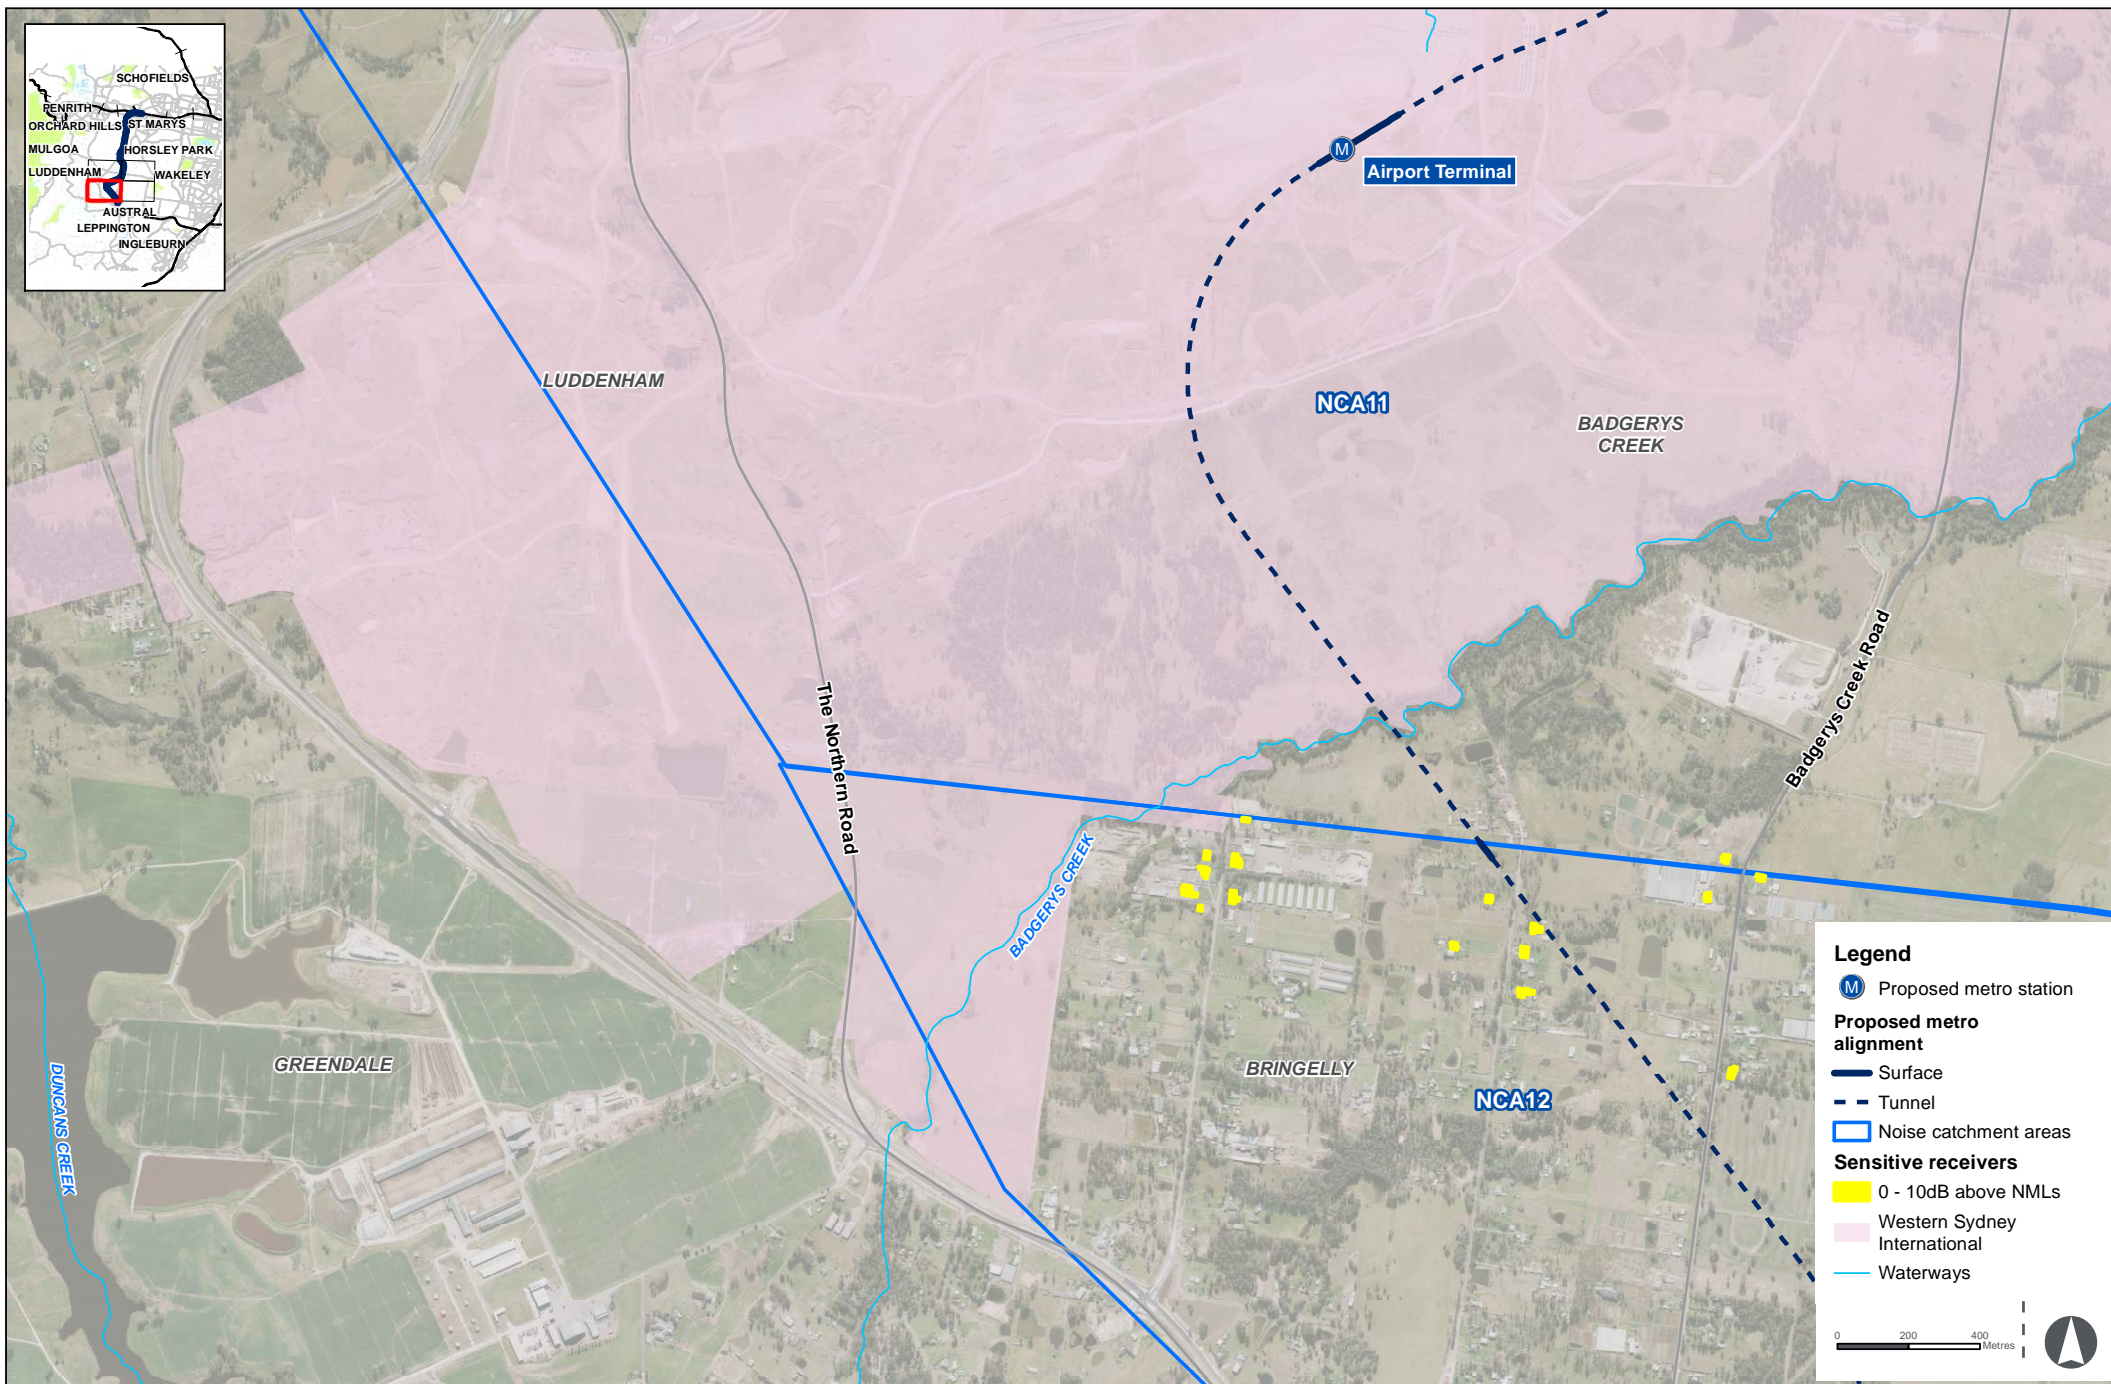 SCHOFIELDS
PENRITH
ORCHARD HILLS
ST MARYS
MULGOA
HORSLEY PARK
LUDDENHAM
WAKELEY
AUSTRAL
LEPPINGTON
INGLEBURN
M
Airport Terminal
LUDDENHAM
NCA11
BADGERYS
CREEK
The Northern Road
Badgerys Creek Road
BADGERYS CREEK
GREENDALE
DUNCANS CREEK
BRINGELLY
NCA12
Legend
M Proposed metro station
Proposed metro
alignment
Surface
Tunnel
Noise catchment areas
Sensitive receivers
0 - 10dB above NMLs
Western Sydney
International
Waterways
0 200 400
Metres